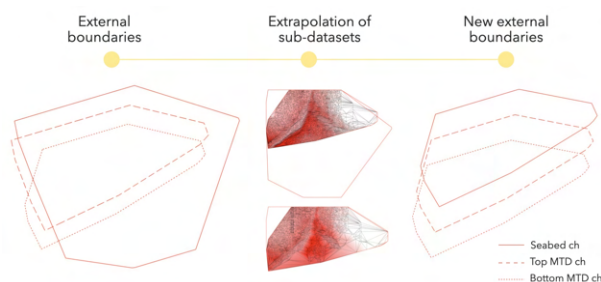 External
boundaries
Extrapolation of
sub-datasets
New external
boundaries
Seabed ch
Top MTD ch
Bottom MTD ch